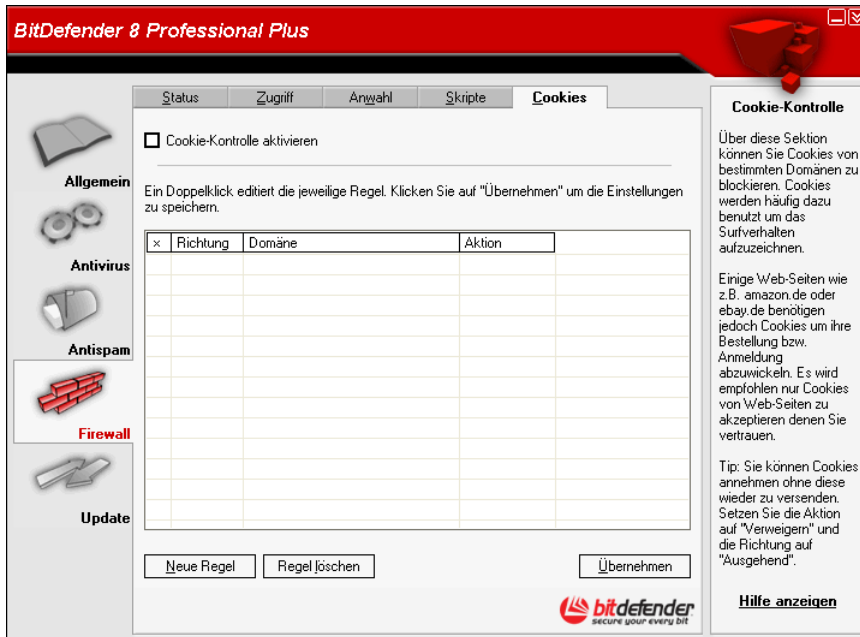 BitDefender 8 Professional Plus
Status
Zugriff
Anwahl
Skripte
Cookies
Cookie-Kontrolle aktivieren
Ein Doppelklick editiert die jeweilige Regel. Klicken Sie auf "Übernehmen" um die Einstellungen
zu speichern.
× Richtung Domäne Aktion
Allgemein
Antivirus
Antispam
Firewall
Update
Neue Regel
Regel löschen
Übernehmen
bitdefender
secure your every bit
Cookie-Kontrolle
Über diese Sektion
können Sie Cookies von
bestimmten Domänen zu
blockieren. Cookies
werden häufig dazu
benutzt um das
Surfverhalten
aufzuzeichnen.
Einige Web-Seiten wie
z.B. amazon.de oder
ebay.de benötigen
jedoch Cookies um ihre
Bestellung bzw.
Anmeldung
abzuwickeln. Es wird
empfohlen nur Cookies
von Web-Seiten zu
akzeptieren denen Sie
vertrauen.
Tip: Sie können Cookies
annehmen ohne diese
wieder zu versenden.
Setzen Sie die Aktion
auf "Verweigern" und
die Richtung auf
"Ausgehend".
Hilfe anzeigen